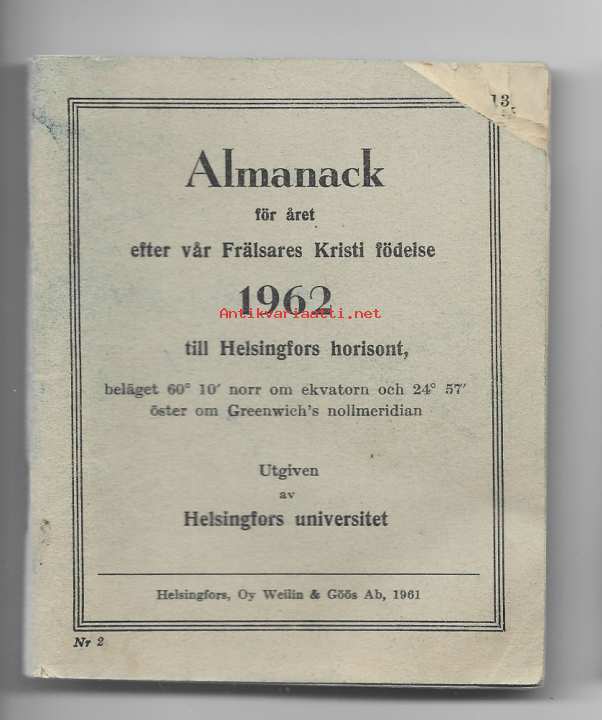 13
Almanack
för året
efter vår Frälsares Kristi födelse
1962
Antikvariaatti.net
till Helsingfors horisont,
beläget 60° 10′ norr om ekvatorn och 24° 57′
öster om Greenwich's nollmeridian
Utgiven
av
Helsingfors universitet
Helsingfors, Oy Weilin & Göös Ab, 1961
Nr 2